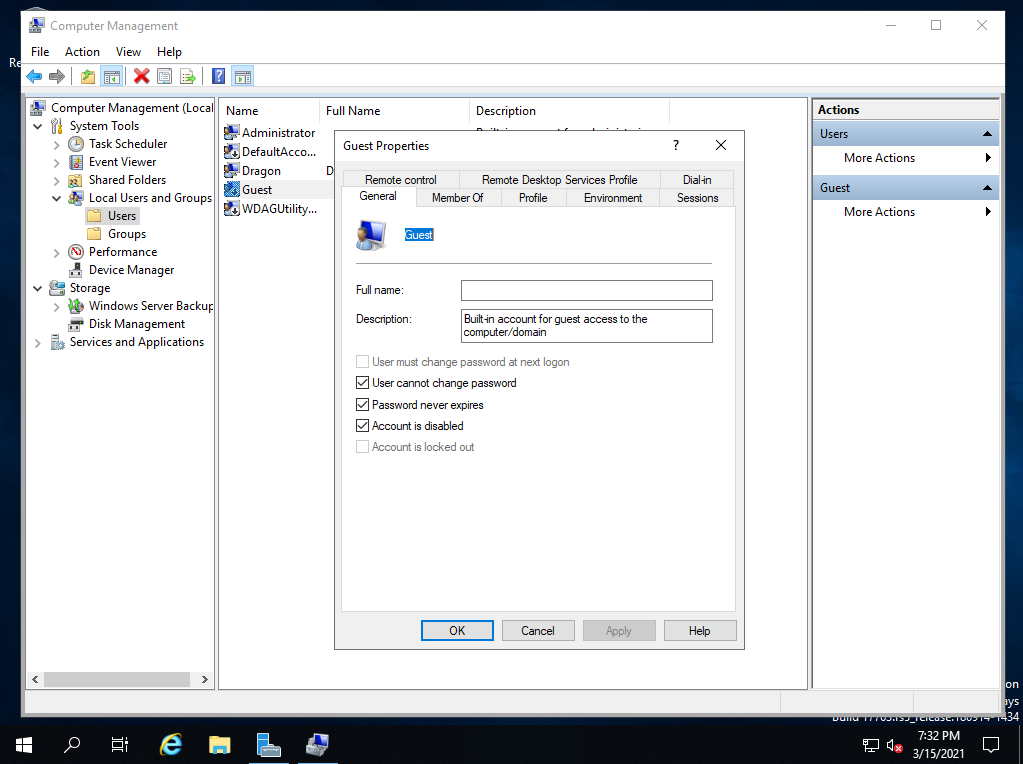 Computer Management
File Action View Help
Computer Management (Local
System Tools
Task Scheduler
Event Viewer
Shared Folders
Local Users and Groups
Users
Groups
Performance
Device Manager
Storage
Windows Server Backup
Disk Management
Services and Applications
Name Full Name Description
Administrator
DefaultAcco...
Dragon D
Guest
WDAGUtility...
Guest Properties
?
Remote control Remote Desktop Services Profile Dial-in
General Member Of Profile Environment Sessions
Guest
Full name:
Description: Built-in account for guest access to the
computer/domain
User must change password at next logon
User cannot change password
Password never expires
Account is disabled
Account is locked out
OK Cancel Apply Help
Actions
Users
More Actions
Guest
More Actions
Re
on
ays
7:32 PM
3/15/2021